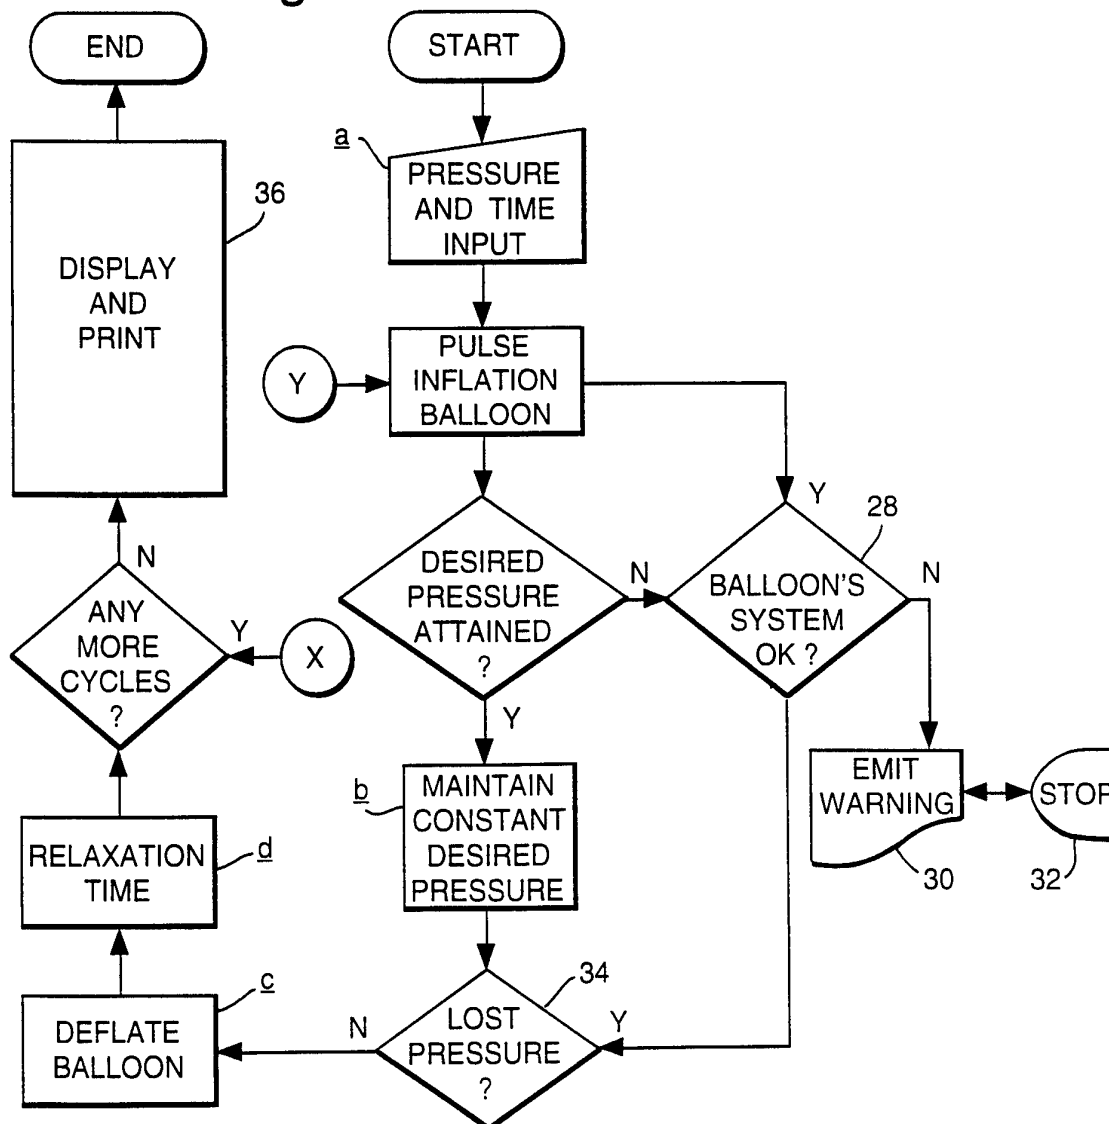 END
START
a
PRESSURE
AND TIME
INPUT
36
DISPLAY
AND
PRINT
Y
PULSE
INFLATION
BALLOON
Y
28
N
DESIRED
PRESSURE
ATTAINED
?
N
BALLOON'S
SYSTEM
OK ?
N
ANY
MORE
CYCLES
?
Y
X
Y
b
MAINTAIN
CONSTANT
DESIRED
PRESSURE
EMIT
WARNING
STOP
30
32
RELAXATION
TIME
d
c
DEFLATE
BALLOON
N
LOST
PRESSURE
?
34
Y